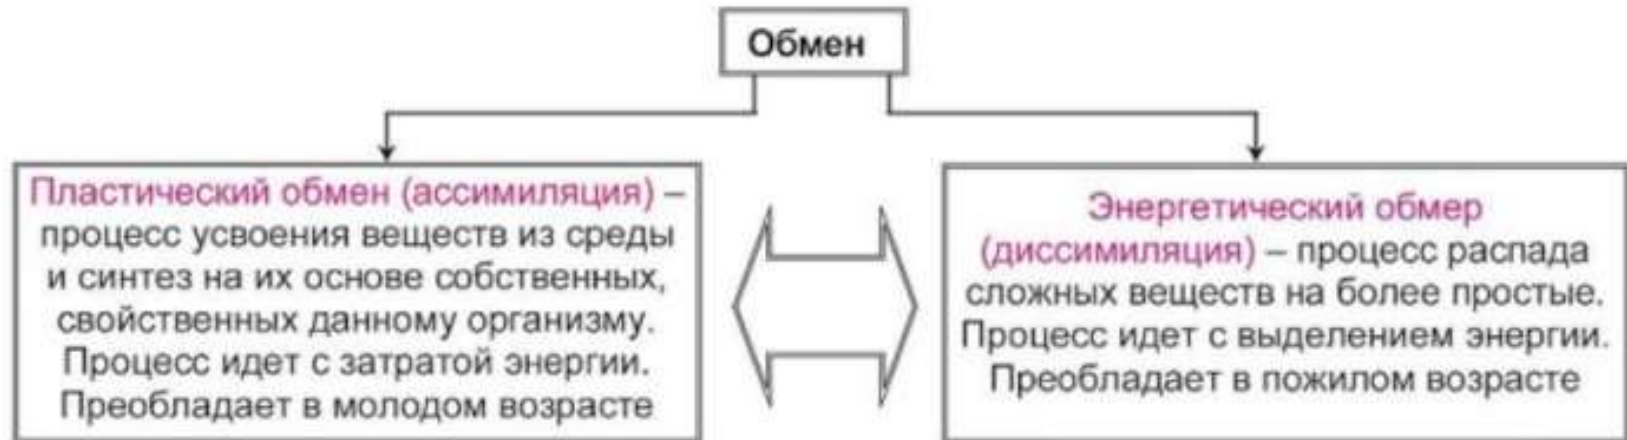 Обмен
Пластический обмен (ассимиляция) –
процесс усвоения веществ из среды
и синтез на их основе собственных,
свойственных данному организму.
Процесс идет с затратой энергии.
Преобладает в молодом возрасте
Энергетический обмер
(диссимиляция) – процесс распада
сложных веществ на более простые.
Процесс идет с выделением энергии.
Преобладает в пожилом возрасте